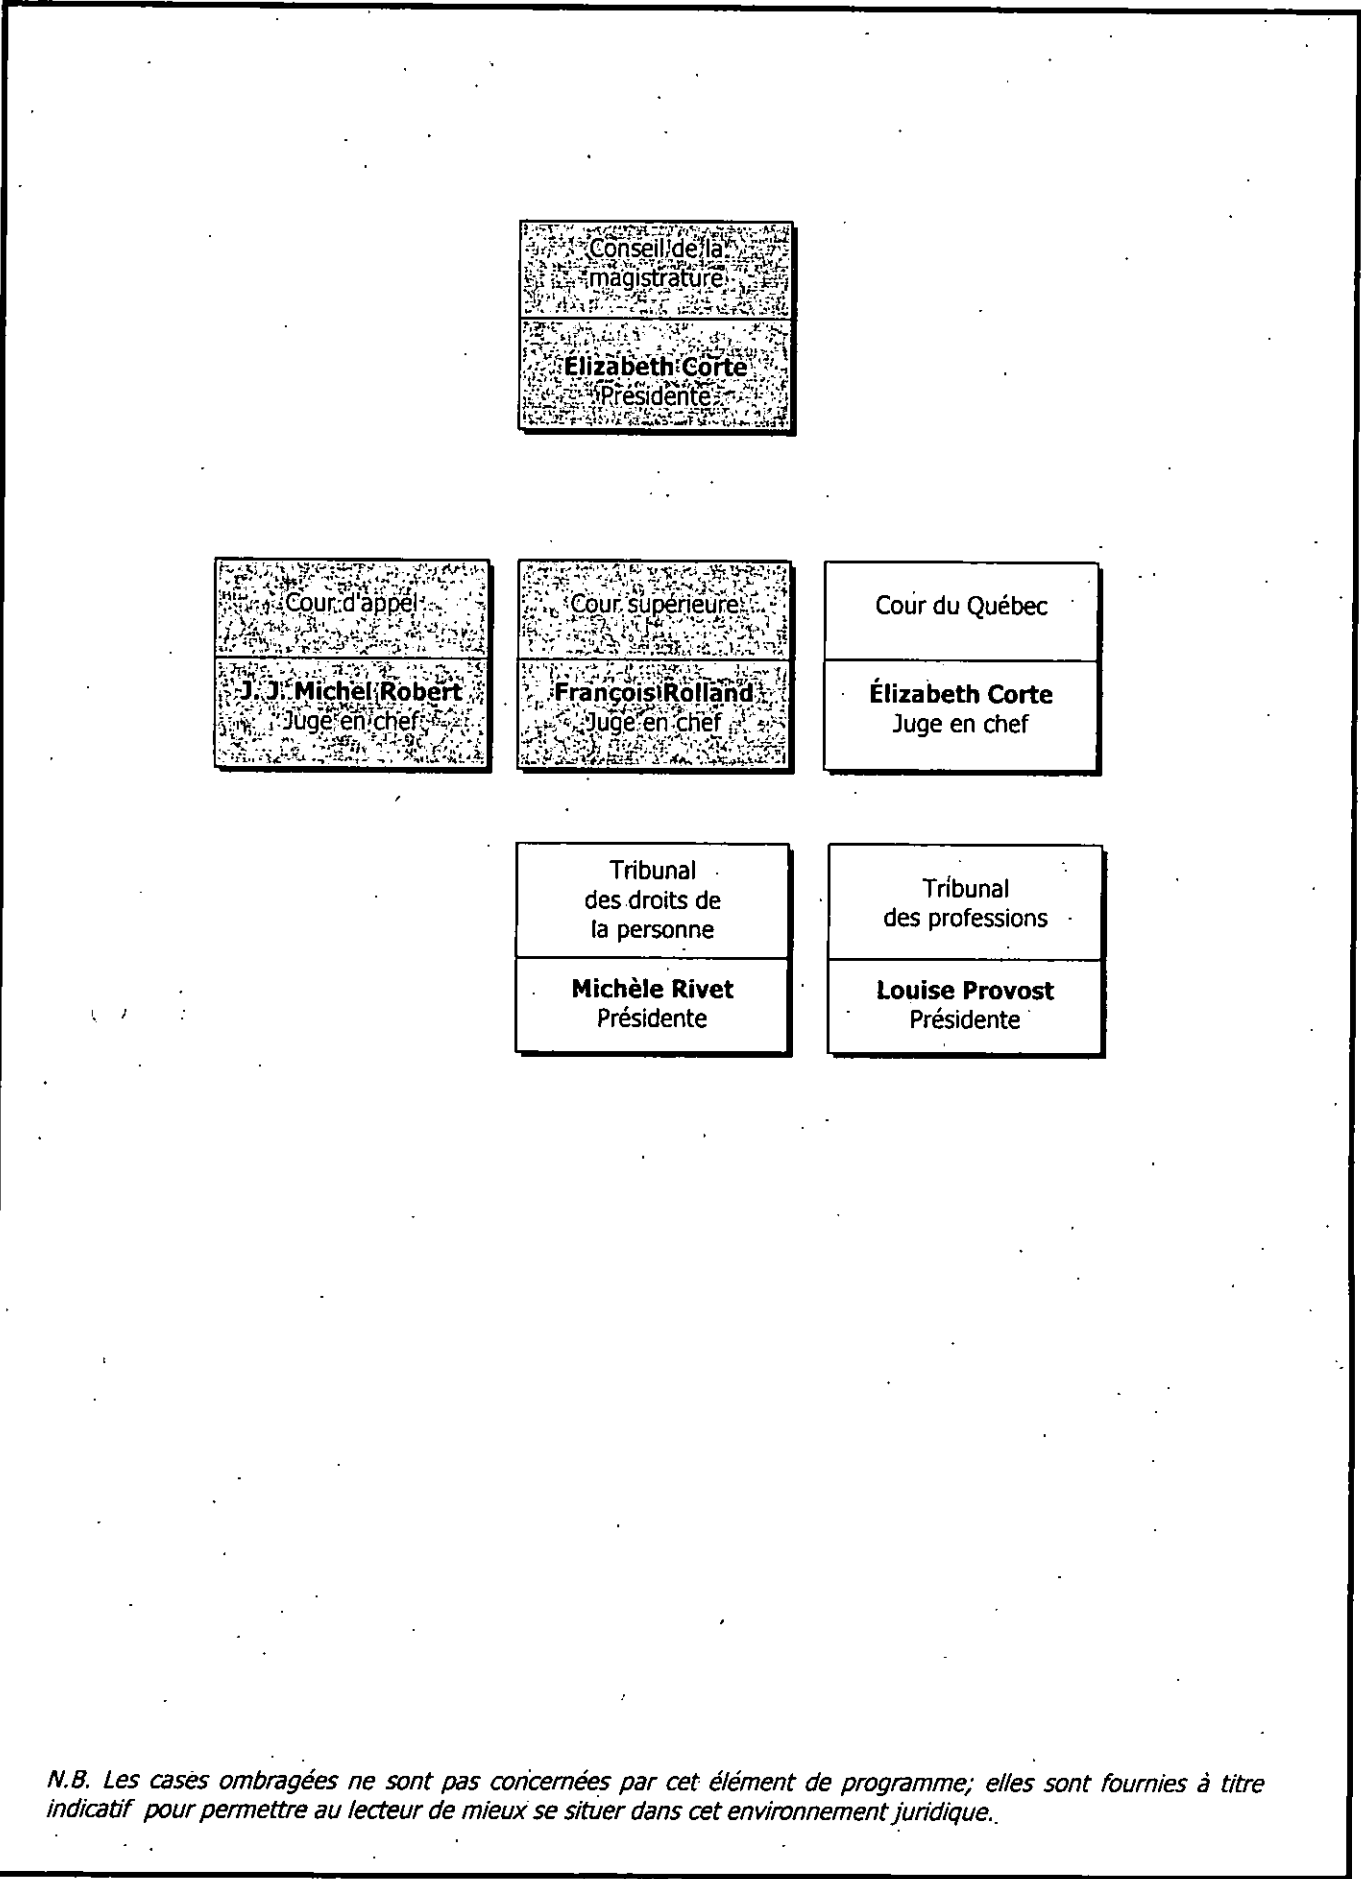 Conseil de la
magistrature
Élizabeth Corte
Présidente
Cour d'appel
J. J. Michel Robert
Juge en chef
Cour supérieure
François Rolland
Juge en chef
Cour du Québec
Élizabeth Corte
Juge en chef
Tribunal
des droits de
la personne
Michèle Rivet
Présidente
Tribunal
des professions
Louise Provost
Présidente
N.B. Les cases ombragées ne sont pas concernées par cet élément de programme; elles sont fournies à titre
indicatif pour permettre au lecteur de mieux se situer dans cet environnement juridique.